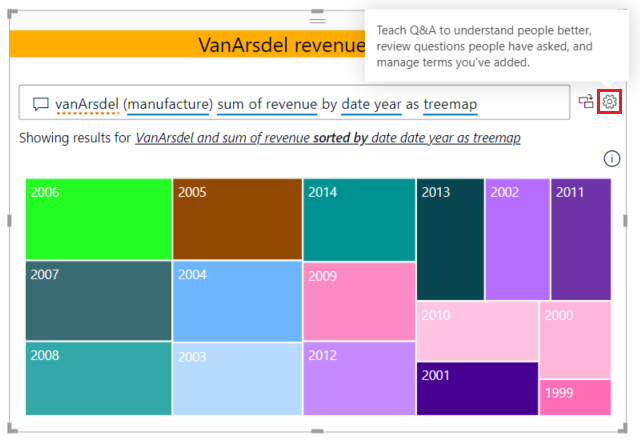 Teach Q&A to understand people better,
review questions people have asked, and
manage terms you've added.
VanArsdel revenue
vanArsdel (manufacture) sum of revenue by date year as treemap
Showing results for VanArsdel and sum of revenue sorted by date date year as treemap
2006
2005
2014
2013
2002
2011
2007
2004
2009
2010
2000
2008
2003
2012
2001
1999